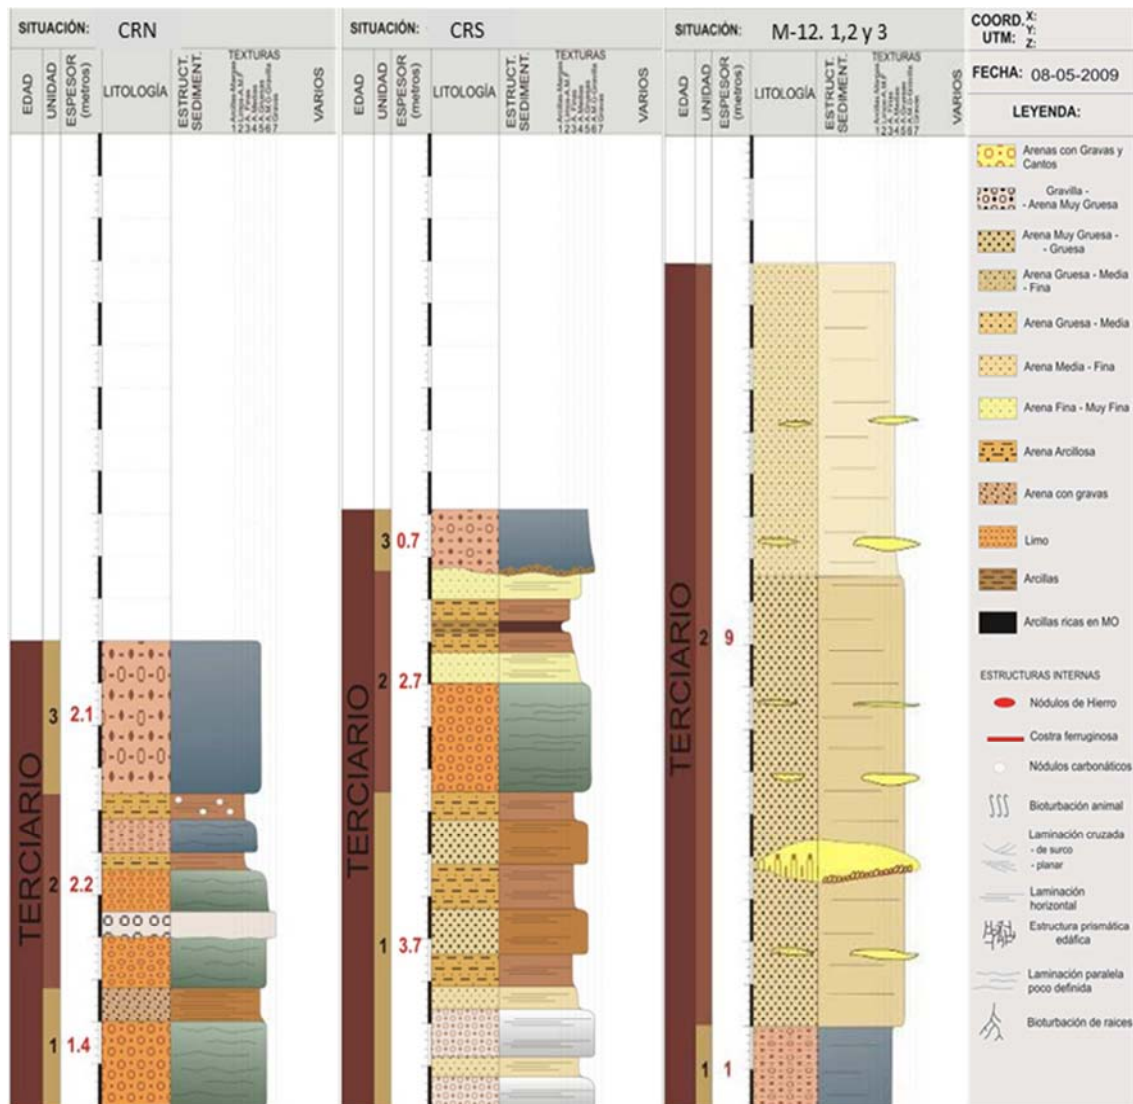 SITUACIÓN: CRN
EDAD
UNIDAD
ESPESOR (metros)
LITOLOGÍA
ESTRUCT. SEDIMENT.
TEXTURAS
1234567
VARIOS
TERCIARIO
3 2.1
2 2.2
1 1.4
SITUACIÓN: CRS
EDAD
UNIDAD
ESPESOR (metros)
LITOLOGÍA
ESTRUCT. SEDIMENT.
TEXTURAS
1234567
VARIOS
TERCIARIO
3 0.7
2 2.7
1 3.7
SITUACIÓN: M-12. 1,2 y 3
EDAD
UNIDAD
ESPESOR (metros)
LITOLOGÍA
ESTRUCT. SEDIMENT.
TEXTURAS
1234567
VARIOS
TERCIARIO
2 9
1 1
COORD. X:
UTM: Y:
Z:
FECHA: 08-05-2009
LEYENDA:
Arenas con Gravas y
Cantos
Gravilla -
- Arena Muy Gruesa
Arena Muy Gruesa -
- Gruesa
Arena Gruesa - Media
- Fina
Arena Gruesa - Media
Arena Media - Fina
Arena Fina - Muy Fina
Arena Arcillosa
Arena con gravas
Limo
Arcillas
Arcillas ricas en MO
ESTRUCTURAS INTERNAS
Nódulos de Hierro
Costra ferruginosa
Nódulos carbonáticos
Bioturbación animal
Laminación cruzada
- de surco
- planar
Laminación
horizontal
Estructura prismática
edáfica
Laminación paralela
poco definida
Bioturbación de raices